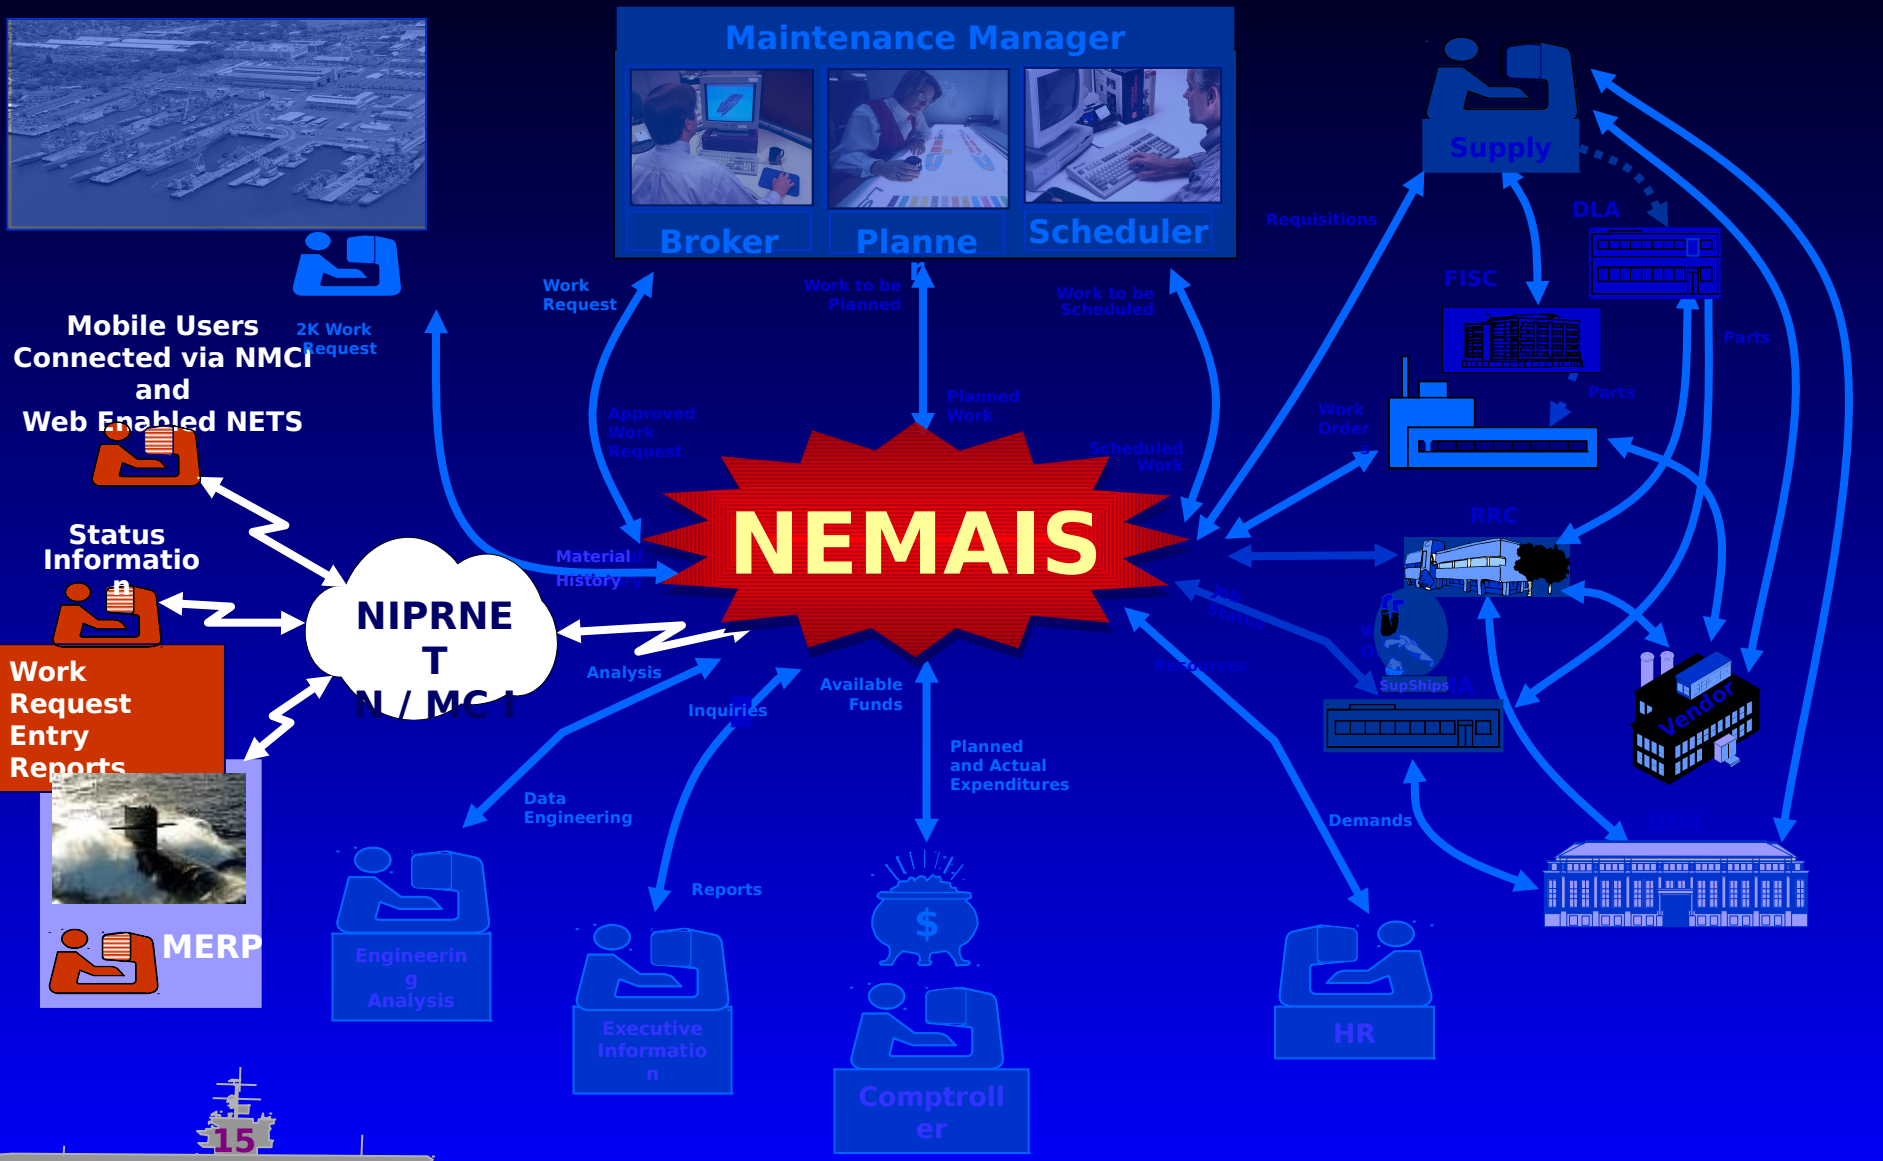 Maintenance Manager
Broker
Planne
r
Scheduler
Supply
Requisitions
DLA
FISC
Parts
Parts
Work
Request
Work to be
Planned
Work to be
Scheduled
2K Work
Request
Mobile Users
Connected via NMCI
and
Web Enabled NETS
Approved
Work
Request
Planned
Work
Scheduled
Work
Work
Order
s
RRC
NEMAIS
Material
History
Status
Informatio
n
NIPRNE
T
N / MC I
Job
Status
Resources
SupShips
Vendor
Work
Request
Entry
Reports
Analysis
Inquiries
Available
Funds
Planned
and Actual
Expenditures
Data
Engineering
Demands
Reports
MERP
$
Engineerin
g
Analysis
Executive
Informatio
n
Comptroll
er
HR
15